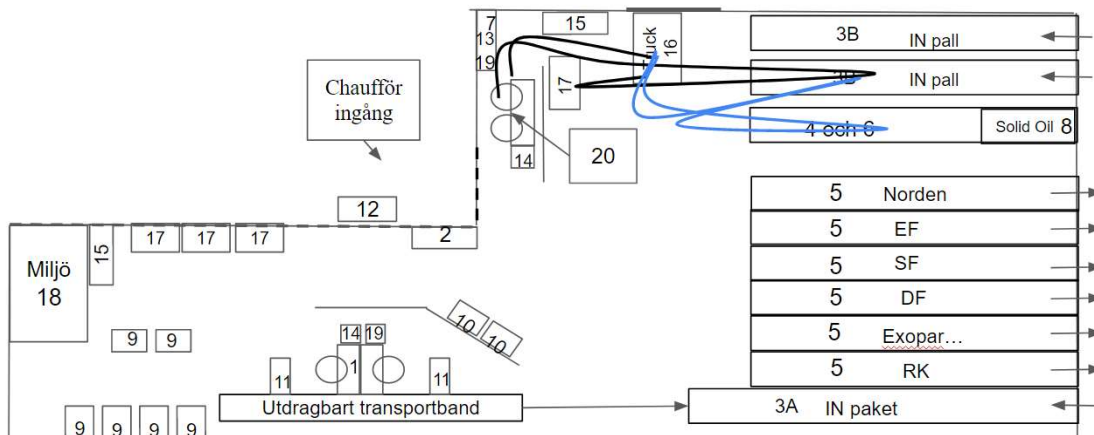 7
13
19
15
16
17
3B IN pall
IN pall
4 och 6
Solid Oil 8
Chaufför
ingång
20
14
12
2
17 17 17
15
Miljö
18
5 Norden
5 EF
5 SF
5 DF
5 Exopar…
5 RK
9 9
14 19
10
10
11 1 11
Utdragbart transportband
3A IN paket
9 9 9 9